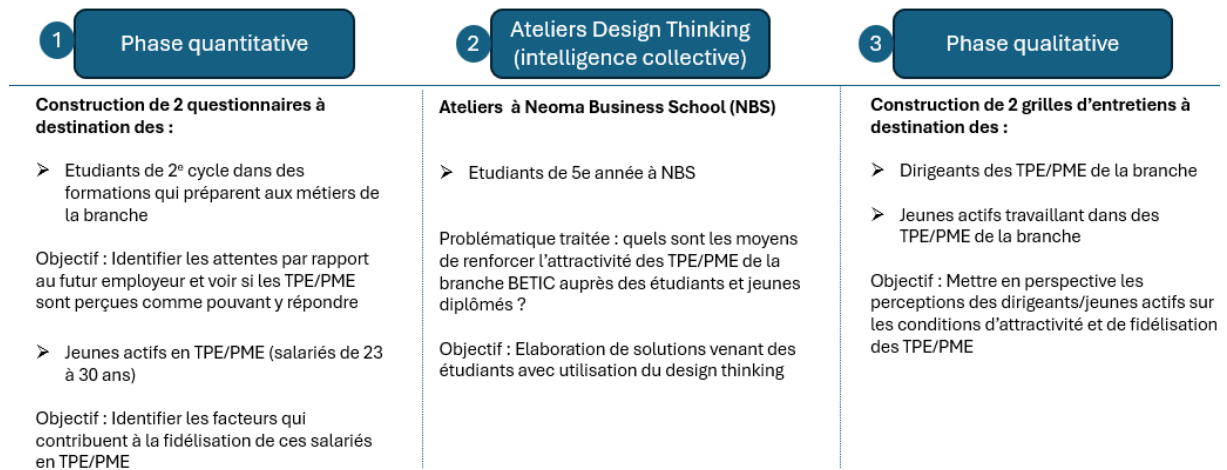 1
Phase quantitative
Construction de 2 questionnaires à
destination des :
➢ Etudiants de 2e cycle dans des
formations qui préparent aux métiers de
la branche
Objectif : Identifier les attentes par rapport
au futur employeur et voir si les TPE/PME
sont perçues comme pouvant y répondre
➢ Jeunes actifs en TPE/PME (salariés de 23
à 30 ans)
Objectif : Identifier les facteurs qui
contribuent à la fidélisation de ces salariés
en TPE/PME
2
Ateliers Design Thinking
(intelligence collective)
Ateliers à Neoma Business School (NBS)
➢ Etudiants de 5e année à NBS
Problématique traitée : quels sont les moyens
de renforcer l’attractivité des TPE/PME de la
branche BETIC auprès des étudiants et jeunes
diplômés ?
Objectif : Elaboration de solutions venant des
étudiants avec utilisation du design thinking
3
Phase qualitative
Construction de 2 grilles d’entretiens à
destination des :
➢ Dirigeants des TPE/PME de la branche
➢ Jeunes actifs travaillant dans des
TPE/PME de la branche
Objectif : Mettre en perspective les
perceptions des dirigeants/jeunes actifs sur
les conditions d’attractivité et de fidélisation
des TPE/PME